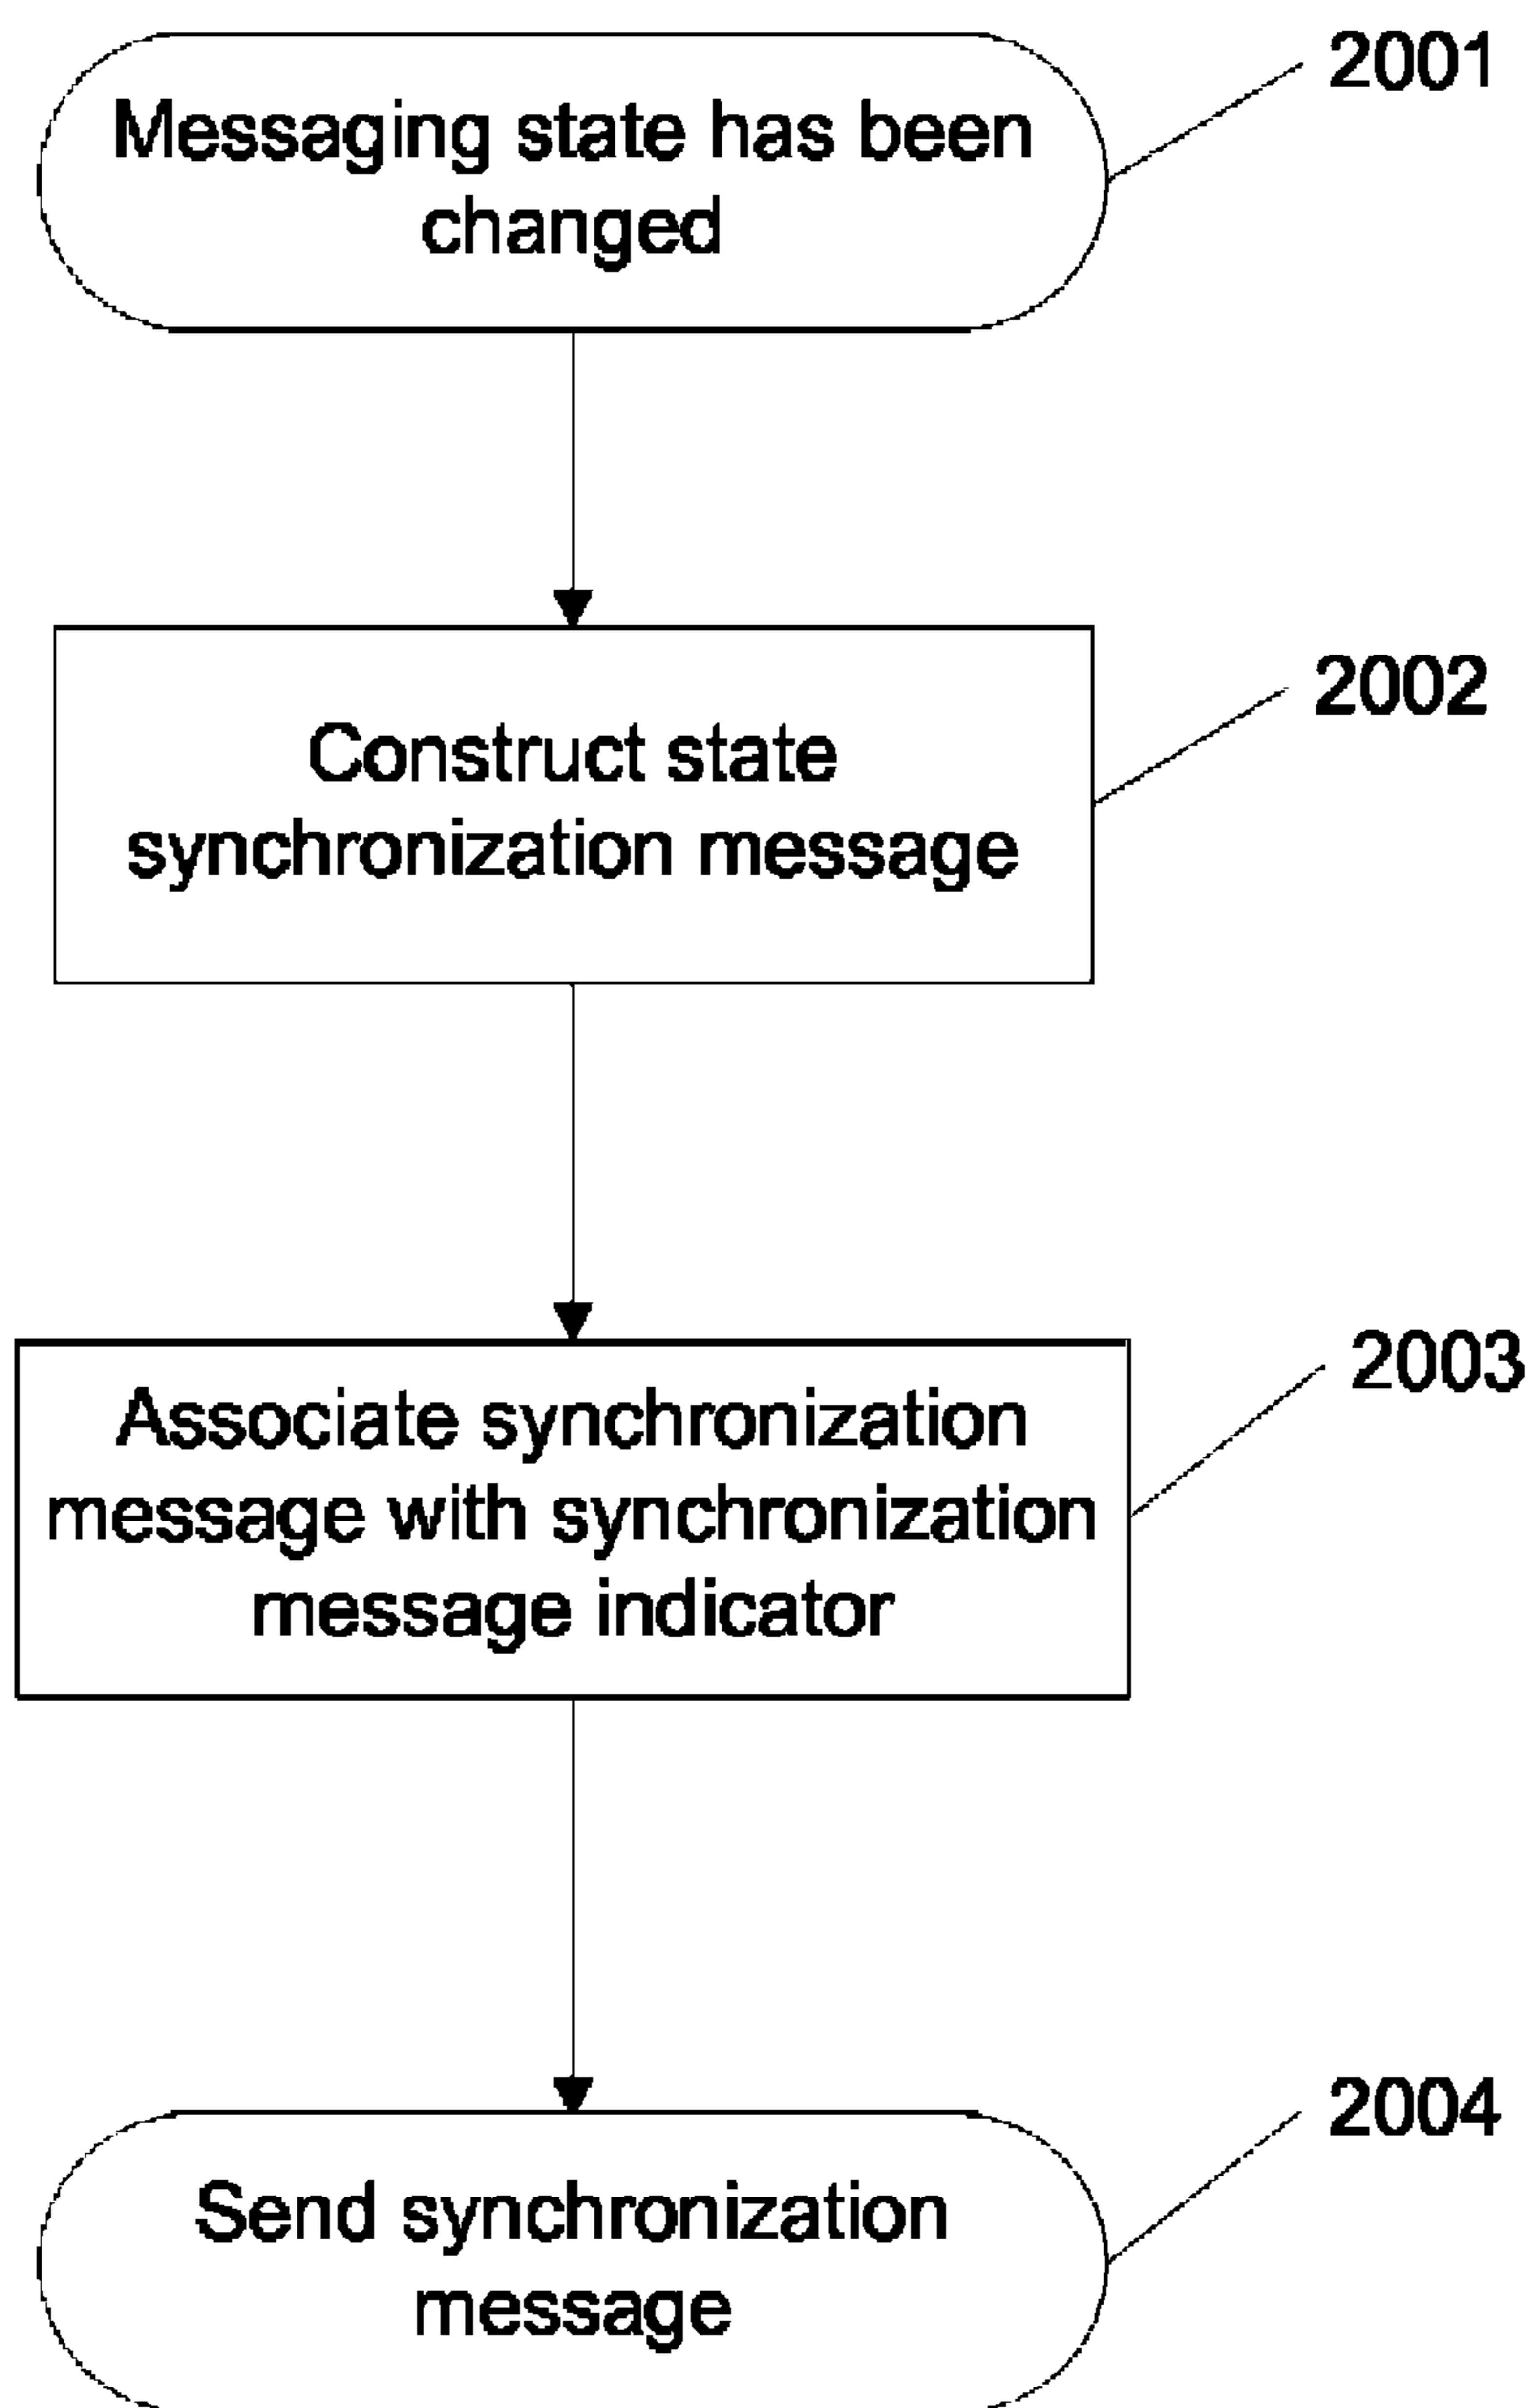 Messaging state has been
changed
2001
Construct state
synchronization message
2002
Associate synchronization
message with synchronization
message indicator
2003
Send synchronization
message
2004